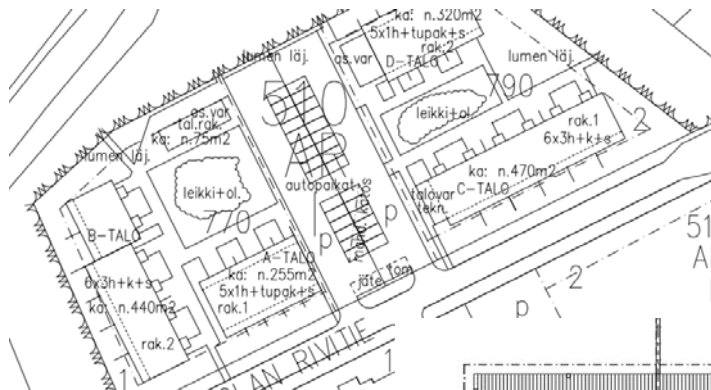 ka: n.320m2
5x1h+tupak+s
rak.2
D-TALO
as.var
lumen läj.
lumen läj.
790
leikki+ol.
rak.1
6x3h+k+s
2
ka: n.470m2
C-TALO
talovar
tekn.
as.var
tal.rak.
ka: n.75m2
lumen läj.
510
AP
autopaikat
leikki+ol.
770
p
p
B-TALO
6x3h+k+s
ka: n.440m2
rak.2
1
A-TALO
ka: n.255m2
5x1h+tupak+s
rak.1
jäte
tom
2
p
51
A
1
LAN RIVITIE